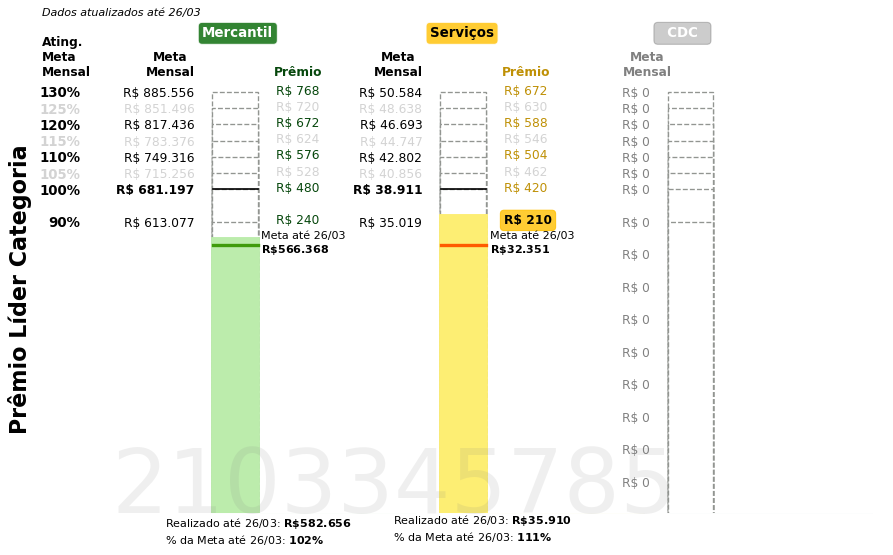 Dados atualizados até 26/03
Mercantil Serviços CDC
Ating. Meta Mensal Meta Mensal Prêmio Meta Mensal Prêmio Meta Mensal
130% R$ 885.556 R$ 768 R$ 50.584 R$ 672 R$ 0
125% R$ 851.496 R$ 720 R$ 48.638 R$ 630 R$ 0
120% R$ 817.436 R$ 672 R$ 46.693 R$ 588 R$ 0
115% R$ 783.376 R$ 624 R$ 44.747 R$ 546 R$ 0
110% R$ 749.316 R$ 576 R$ 42.802 R$ 504 R$ 0
105% R$ 715.256 R$ 528 R$ 40.856 R$ 462 R$ 0
100% R$ 681.197 R$ 480 R$ 38.911 R$ 420 R$ 0
90% R$ 613.077 R$ 240 R$ 35.019 R$ 210 R$ 0
Meta até 26/03 Meta até 26/03
R$566.368 R$32.351
R$ 0
R$ 0
R$ 0
R$ 0
R$ 0
R$ 0
R$ 0
R$ 0
Prêmio Líder Categoria
2103345785
Realizado até 26/03: R$582.656 Realizado até 26/03: R$35.910
% da Meta até 26/03: 102% % da Meta até 26/03: 111%